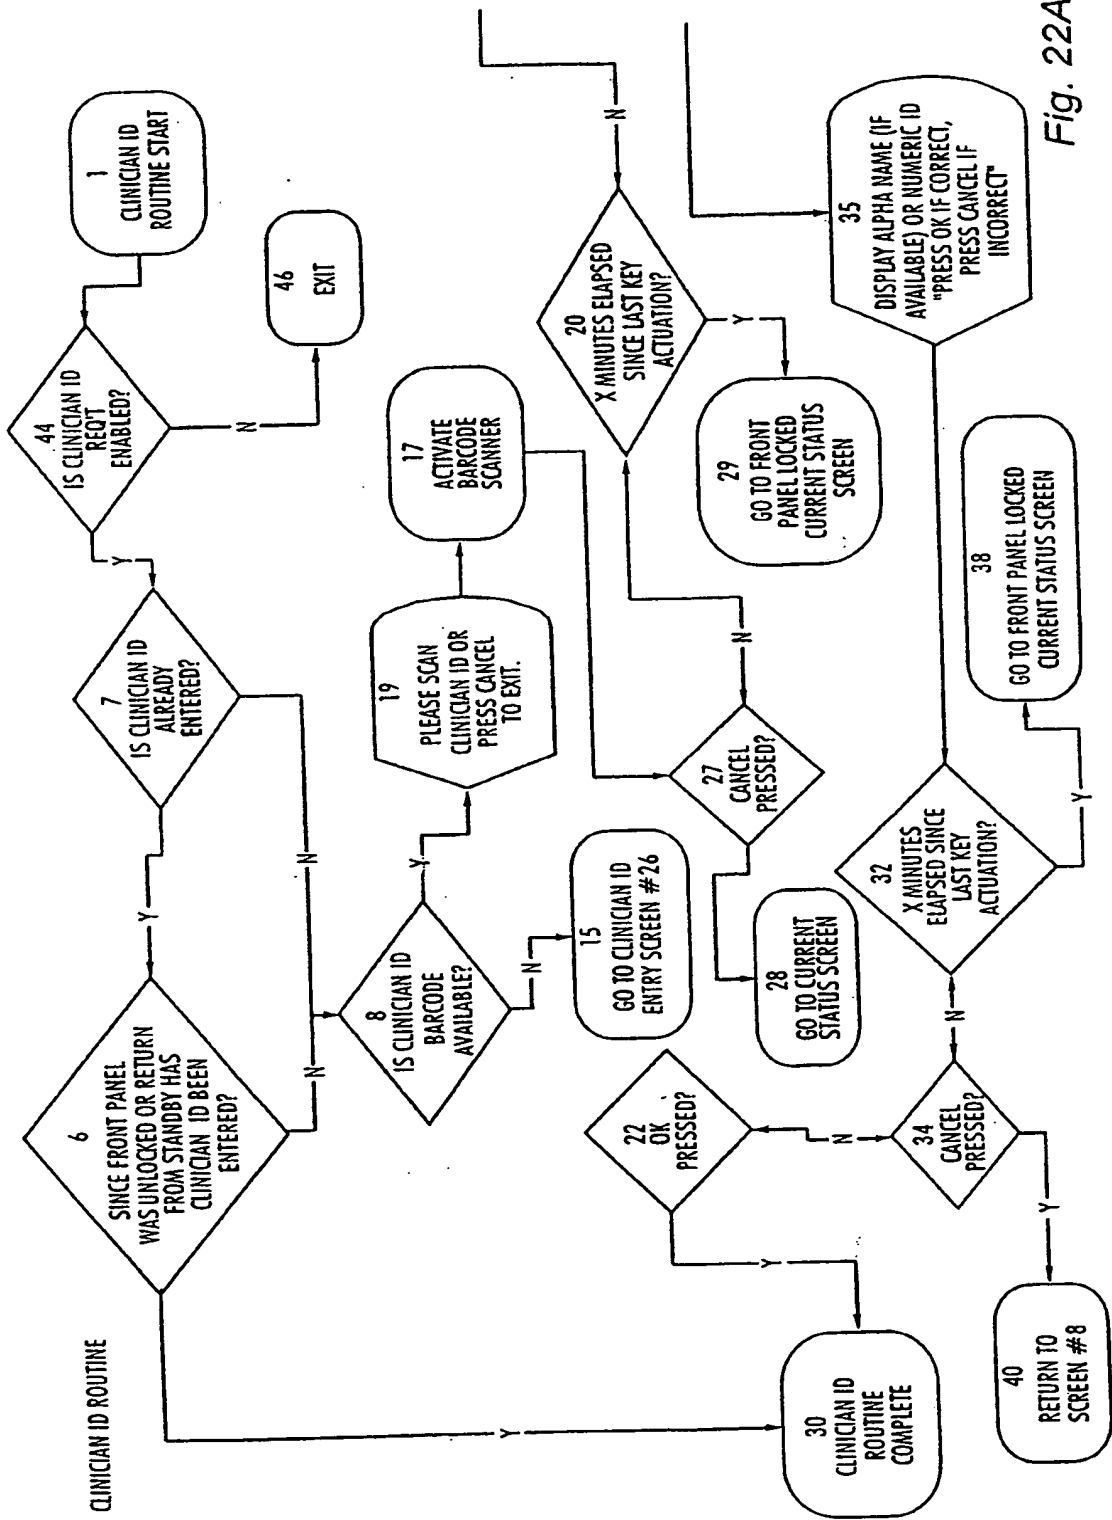 CLINICIAN ID ROUTINE
1
CLINICIAN ID
ROUTINE START
44
IS CLINICIAN ID
REQ'T
ENABLED?
N
46
EXIT
Y
7
IS CLINICIAN ID
ALREADY
ENTERED?
Y
N
6
SINCE FRONT PANEL
WAS UNLOCKED OR RETURN
FROM STANDBY HAS
CLINICIAN ID BEEN
ENTERED?
N
Y
8
IS CLINICIAN ID
BARCODE
AVAILABLE?
Y
N
15
GO TO CLINICIAN ID
ENTRY SCREEN #26
19
PLEASE SCAN
CLINICIAN ID OR
PRESS CANCEL
TO EXIT.
17
ACTIVATE
BARCODE
SCANNER
27
CANCEL
PRESSED?
N
28
GO TO CURRENT
STATUS SCREEN
20
X MINUTES ELAPSED
SINCE LAST KEY
ACTUATION?
N
Y
29
GO TO FRONT
PANEL LOCKED
CURRENT STATUS
SCREEN
35
DISPLAY ALPHA NAME (IF
AVAILABLE) OR NUMERIC ID
"PRESS OK IF CORRECT,
PRESS CANCEL IF
INCORRECT"
32
X MINUTES
ELAPSED SINCE
LAST KEY
ACTUATION?
Y
N
38
GO TO FRONT PANEL LOCKED
CURRENT STATUS SCREEN
34
CANCEL
PRESSED?
N
Y
22
OK
PRESSED?
Y
30
CLINICIAN ID
ROUTINE
COMPLETE
40
RETURN TO
SCREEN #8
Fig. 22A